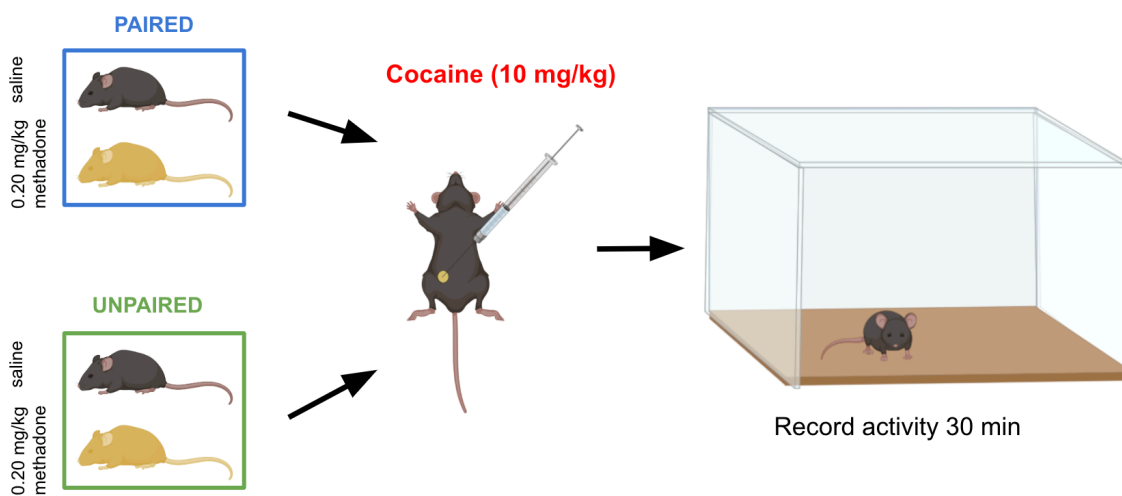 PAIRED
saline
0.20 mg/kg
methadone
Cocaine (10 mg/kg)
UNPAIRED
saline
0.20 mg/kg
methadone
Record activity 30 min